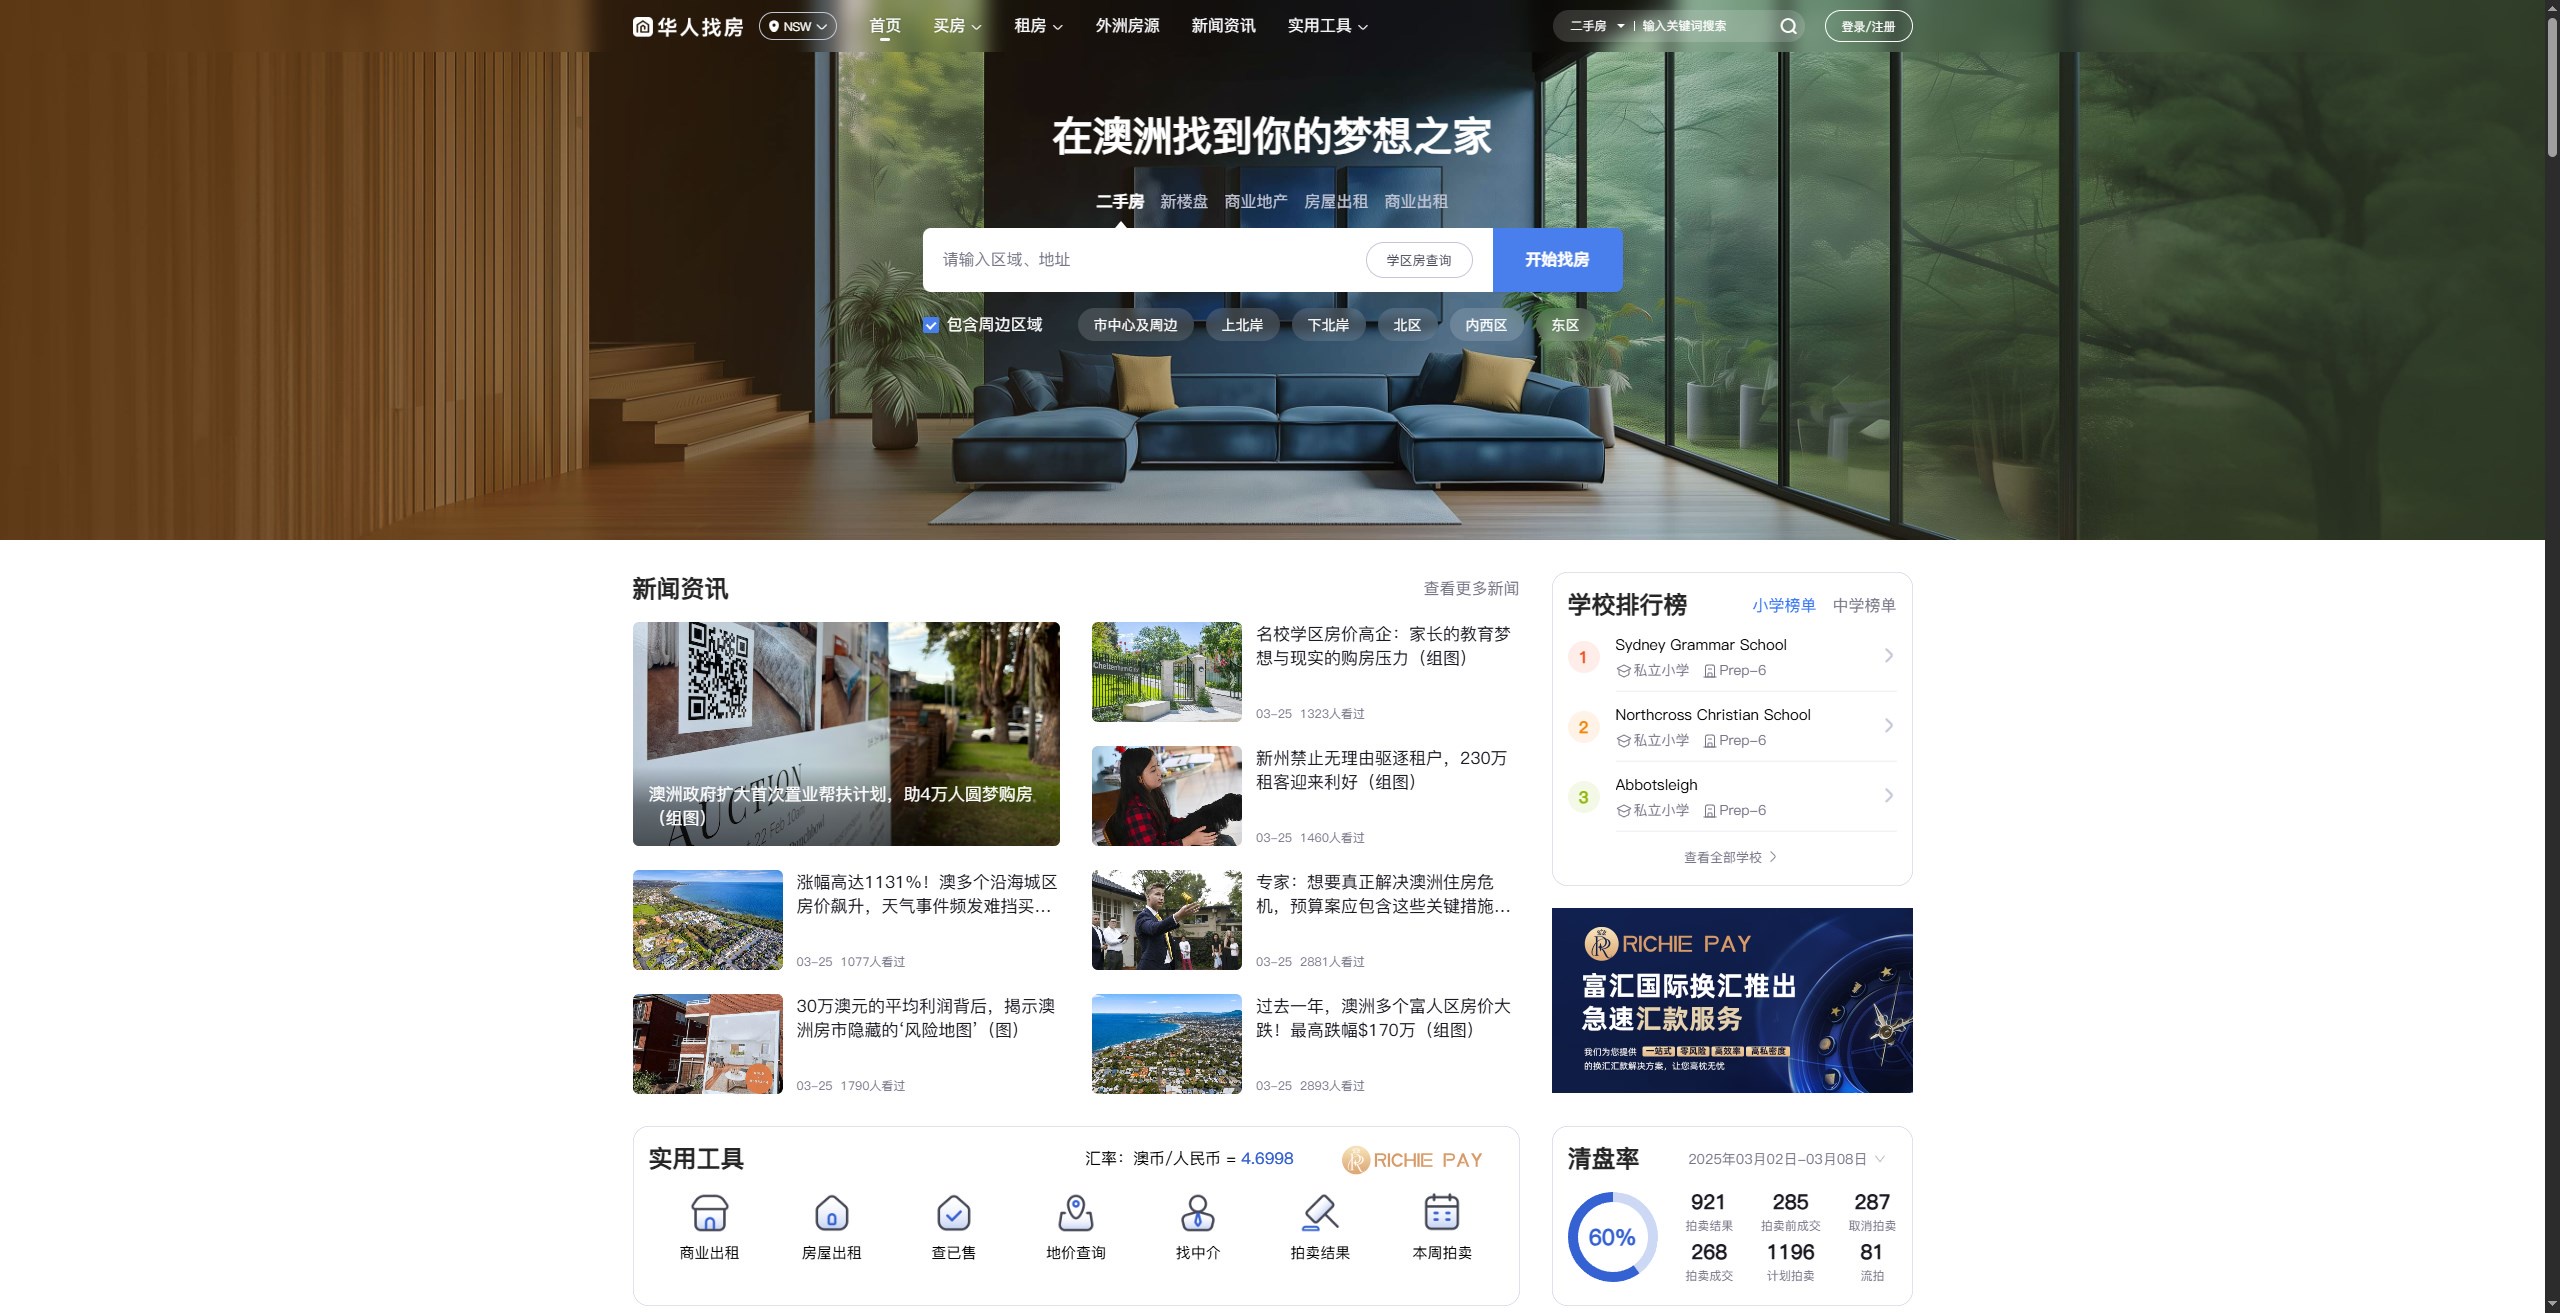 华人找房
NSW
首页
买房
租房
外洲房源
新闻资讯
实用工具
二手房
输入关键词搜索
登录/注册
在澳洲找到你的梦想之家
二手房
新楼盘
商业地产
房屋出租
商业出租
请输入区域、地址
学区房查询
开始找房
包含周边区域
市中心及周边
上北岸
下北岸
北区
内西区
东区
新闻资讯
查看更多新闻
AUCTION
22 Feb 10am
澳洲政府扩大首次置业帮扶计划，助4万人圆梦购房
（组图）
名校学区房价高企：家长的教育梦
想与现实的购房压力（组图）
03-25 1323人看过
新州禁止无理由驱逐租户，230万
租客迎来利好（组图）
03-25 1460人看过
涨幅高达1131%！澳多个沿海城区
房价飙升，天气事件频发难挡买...
03-25 1077人看过
专家：想要真正解决澳洲住房危
机，预算案应包含这些关键措施...
03-25 2881人看过
30万澳元的平均利润背后，揭示澳
洲房市隐藏的‘风险地图’（图）
03-25 1790人看过
过去一年，澳洲多个富人区房价大
跌！最高跌幅$170万（组图）
03-25 2893人看过
学校排行榜
小学榜单
中学榜单
1
Sydney Grammar School
私立小学 Prep-6
2
Northcross Christian School
私立小学 Prep-6
3
Abbotsleigh
私立小学 Prep-6
查看全部学校
RICHIE PAY
富汇国际换汇推出
急速汇款服务
我们为您提供 一站式 零风险 高效率 高私密度
的换汇汇款解决方案，让您高枕无忧
实用工具
汇率：澳币/人民币 = 4.6998
RICHIE PAY
商业出租
房屋出租
查已售
地价查询
找中介
拍卖结果
本周拍卖
清盘率
2025年03月02日-03月08日
60%
921
拍卖结果
285
拍卖前成交
287
取消拍卖
268
拍卖成交
1196
计划拍卖
81
流拍